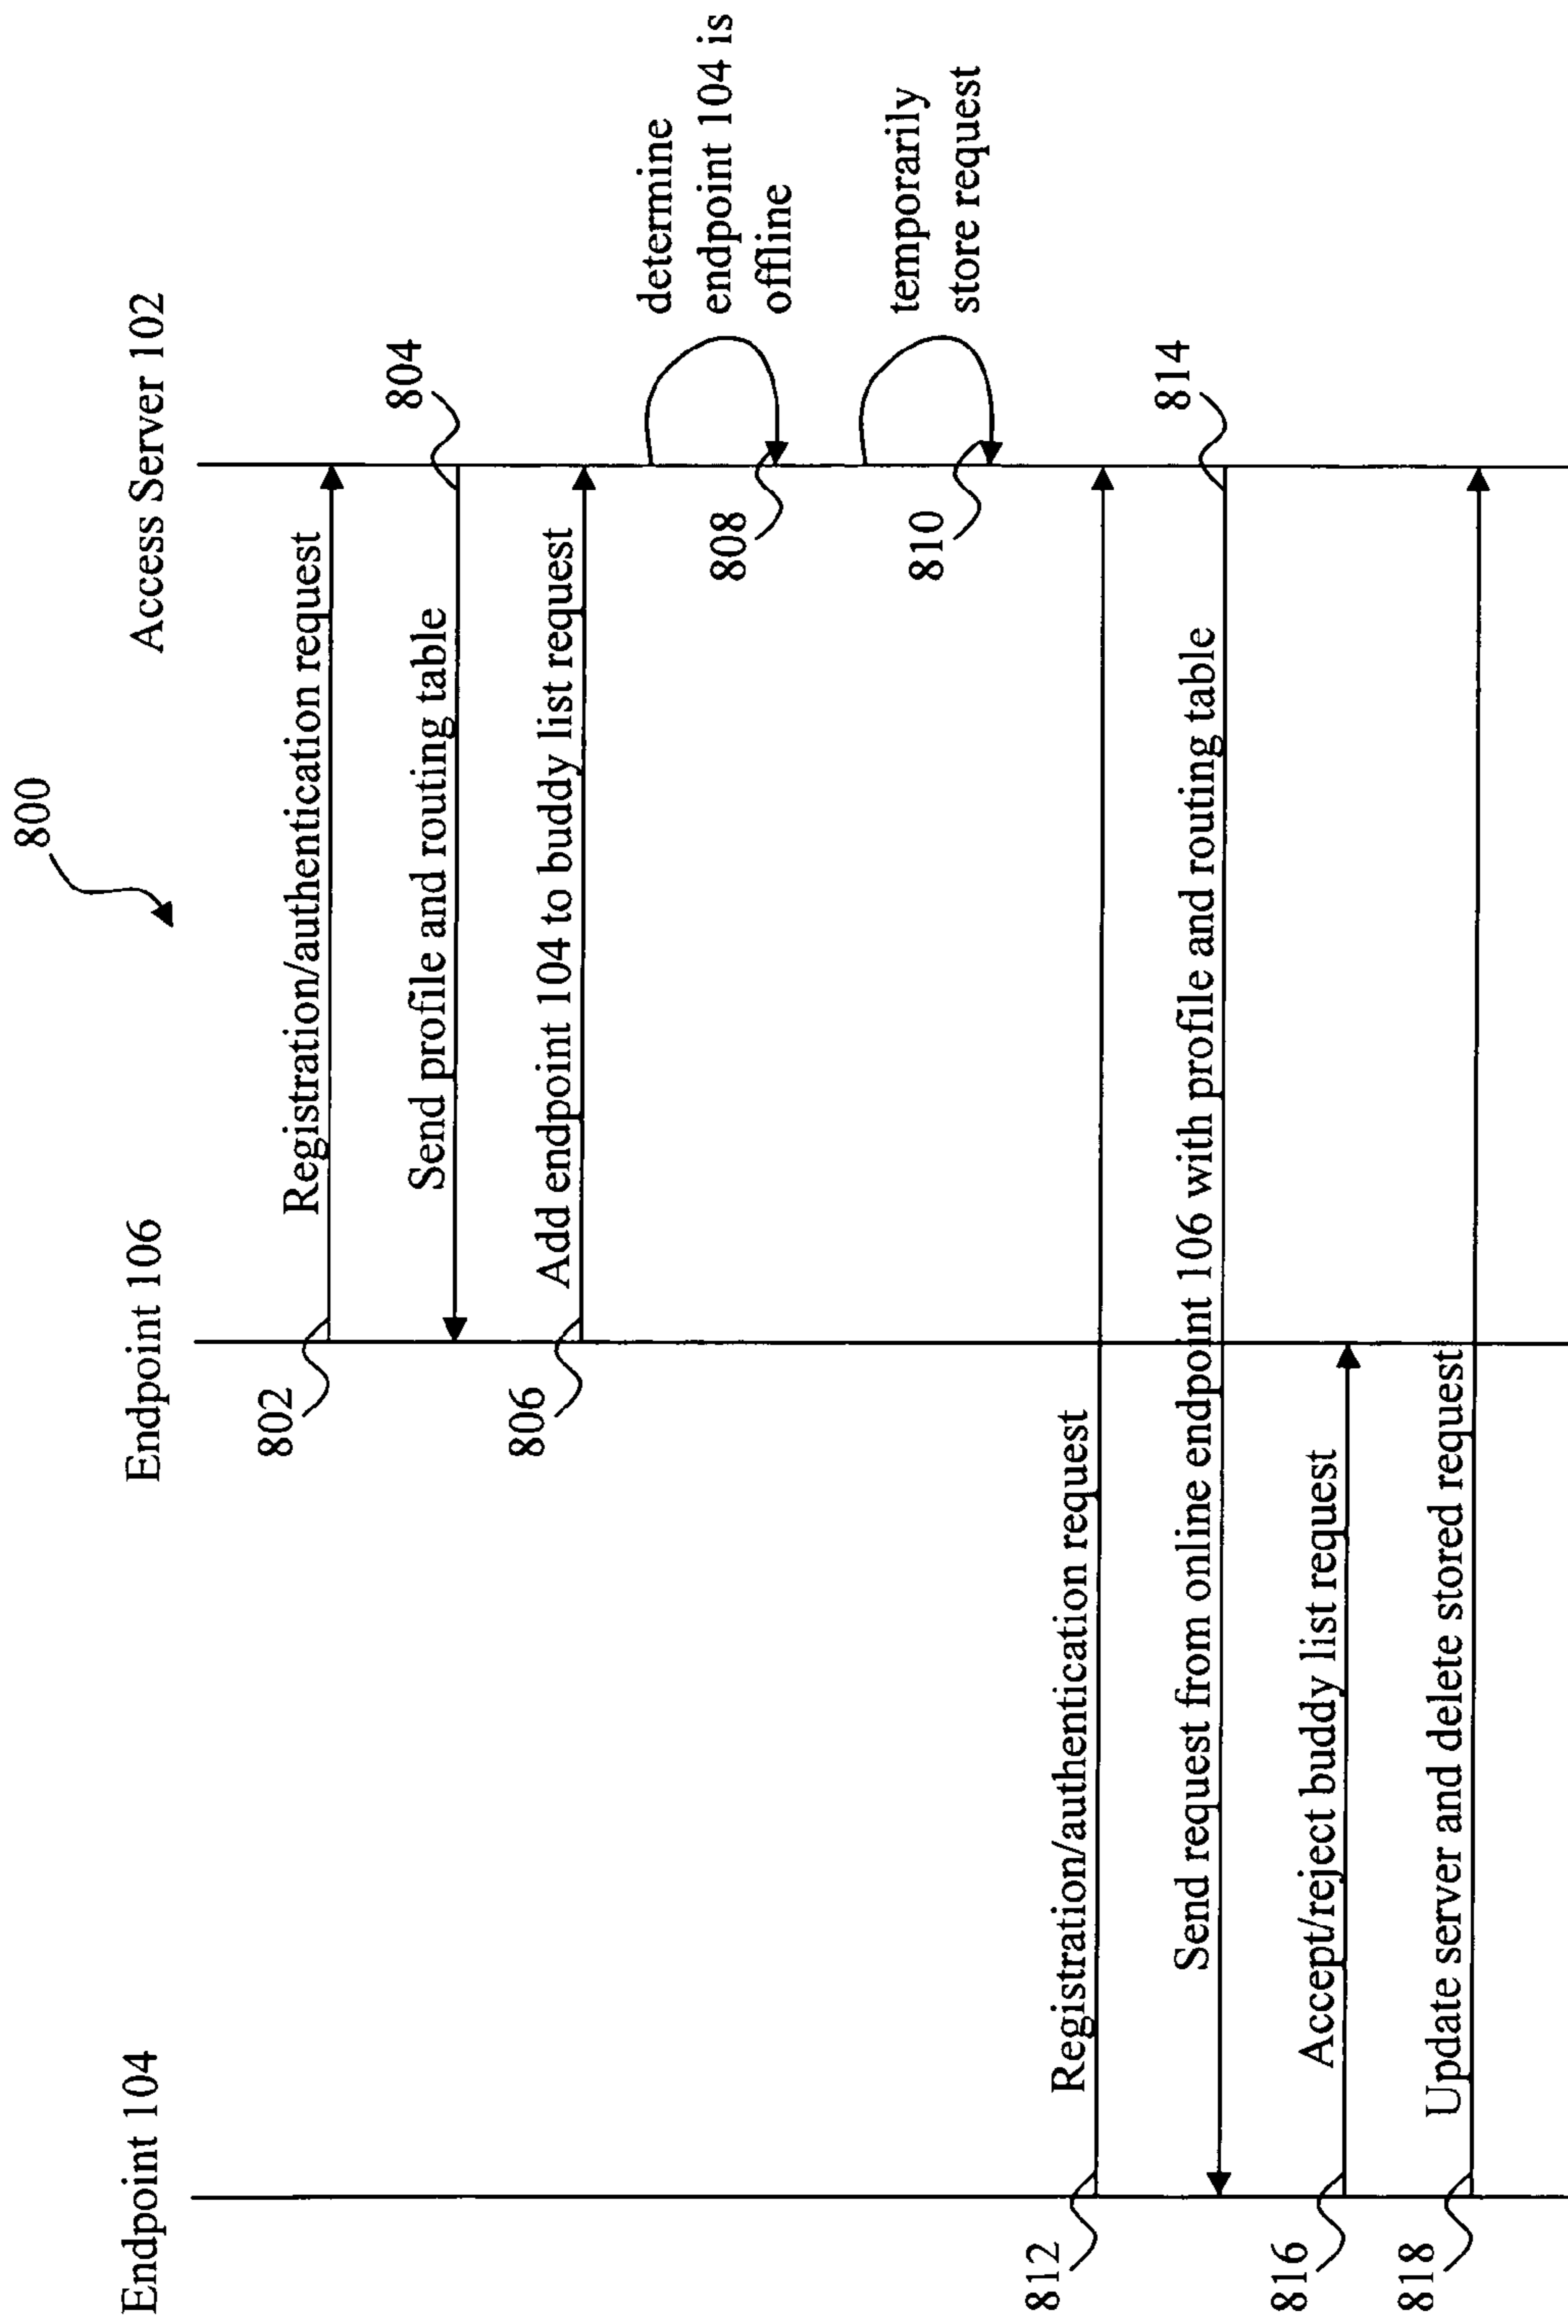 800
Endpoint 104
Endpoint 106
Access Server 102
802
Registration/authentication request
Send profile and routing table
804
806
Add endpoint 104 to buddy list request
808
determine
endpoint 104 is
offline
810
temporarily
store request
812
Registration/authentication request
Send request from online endpoint 106 with profile and routing table
814
816
Accept/reject buddy list request
818
Update server and delete stored request